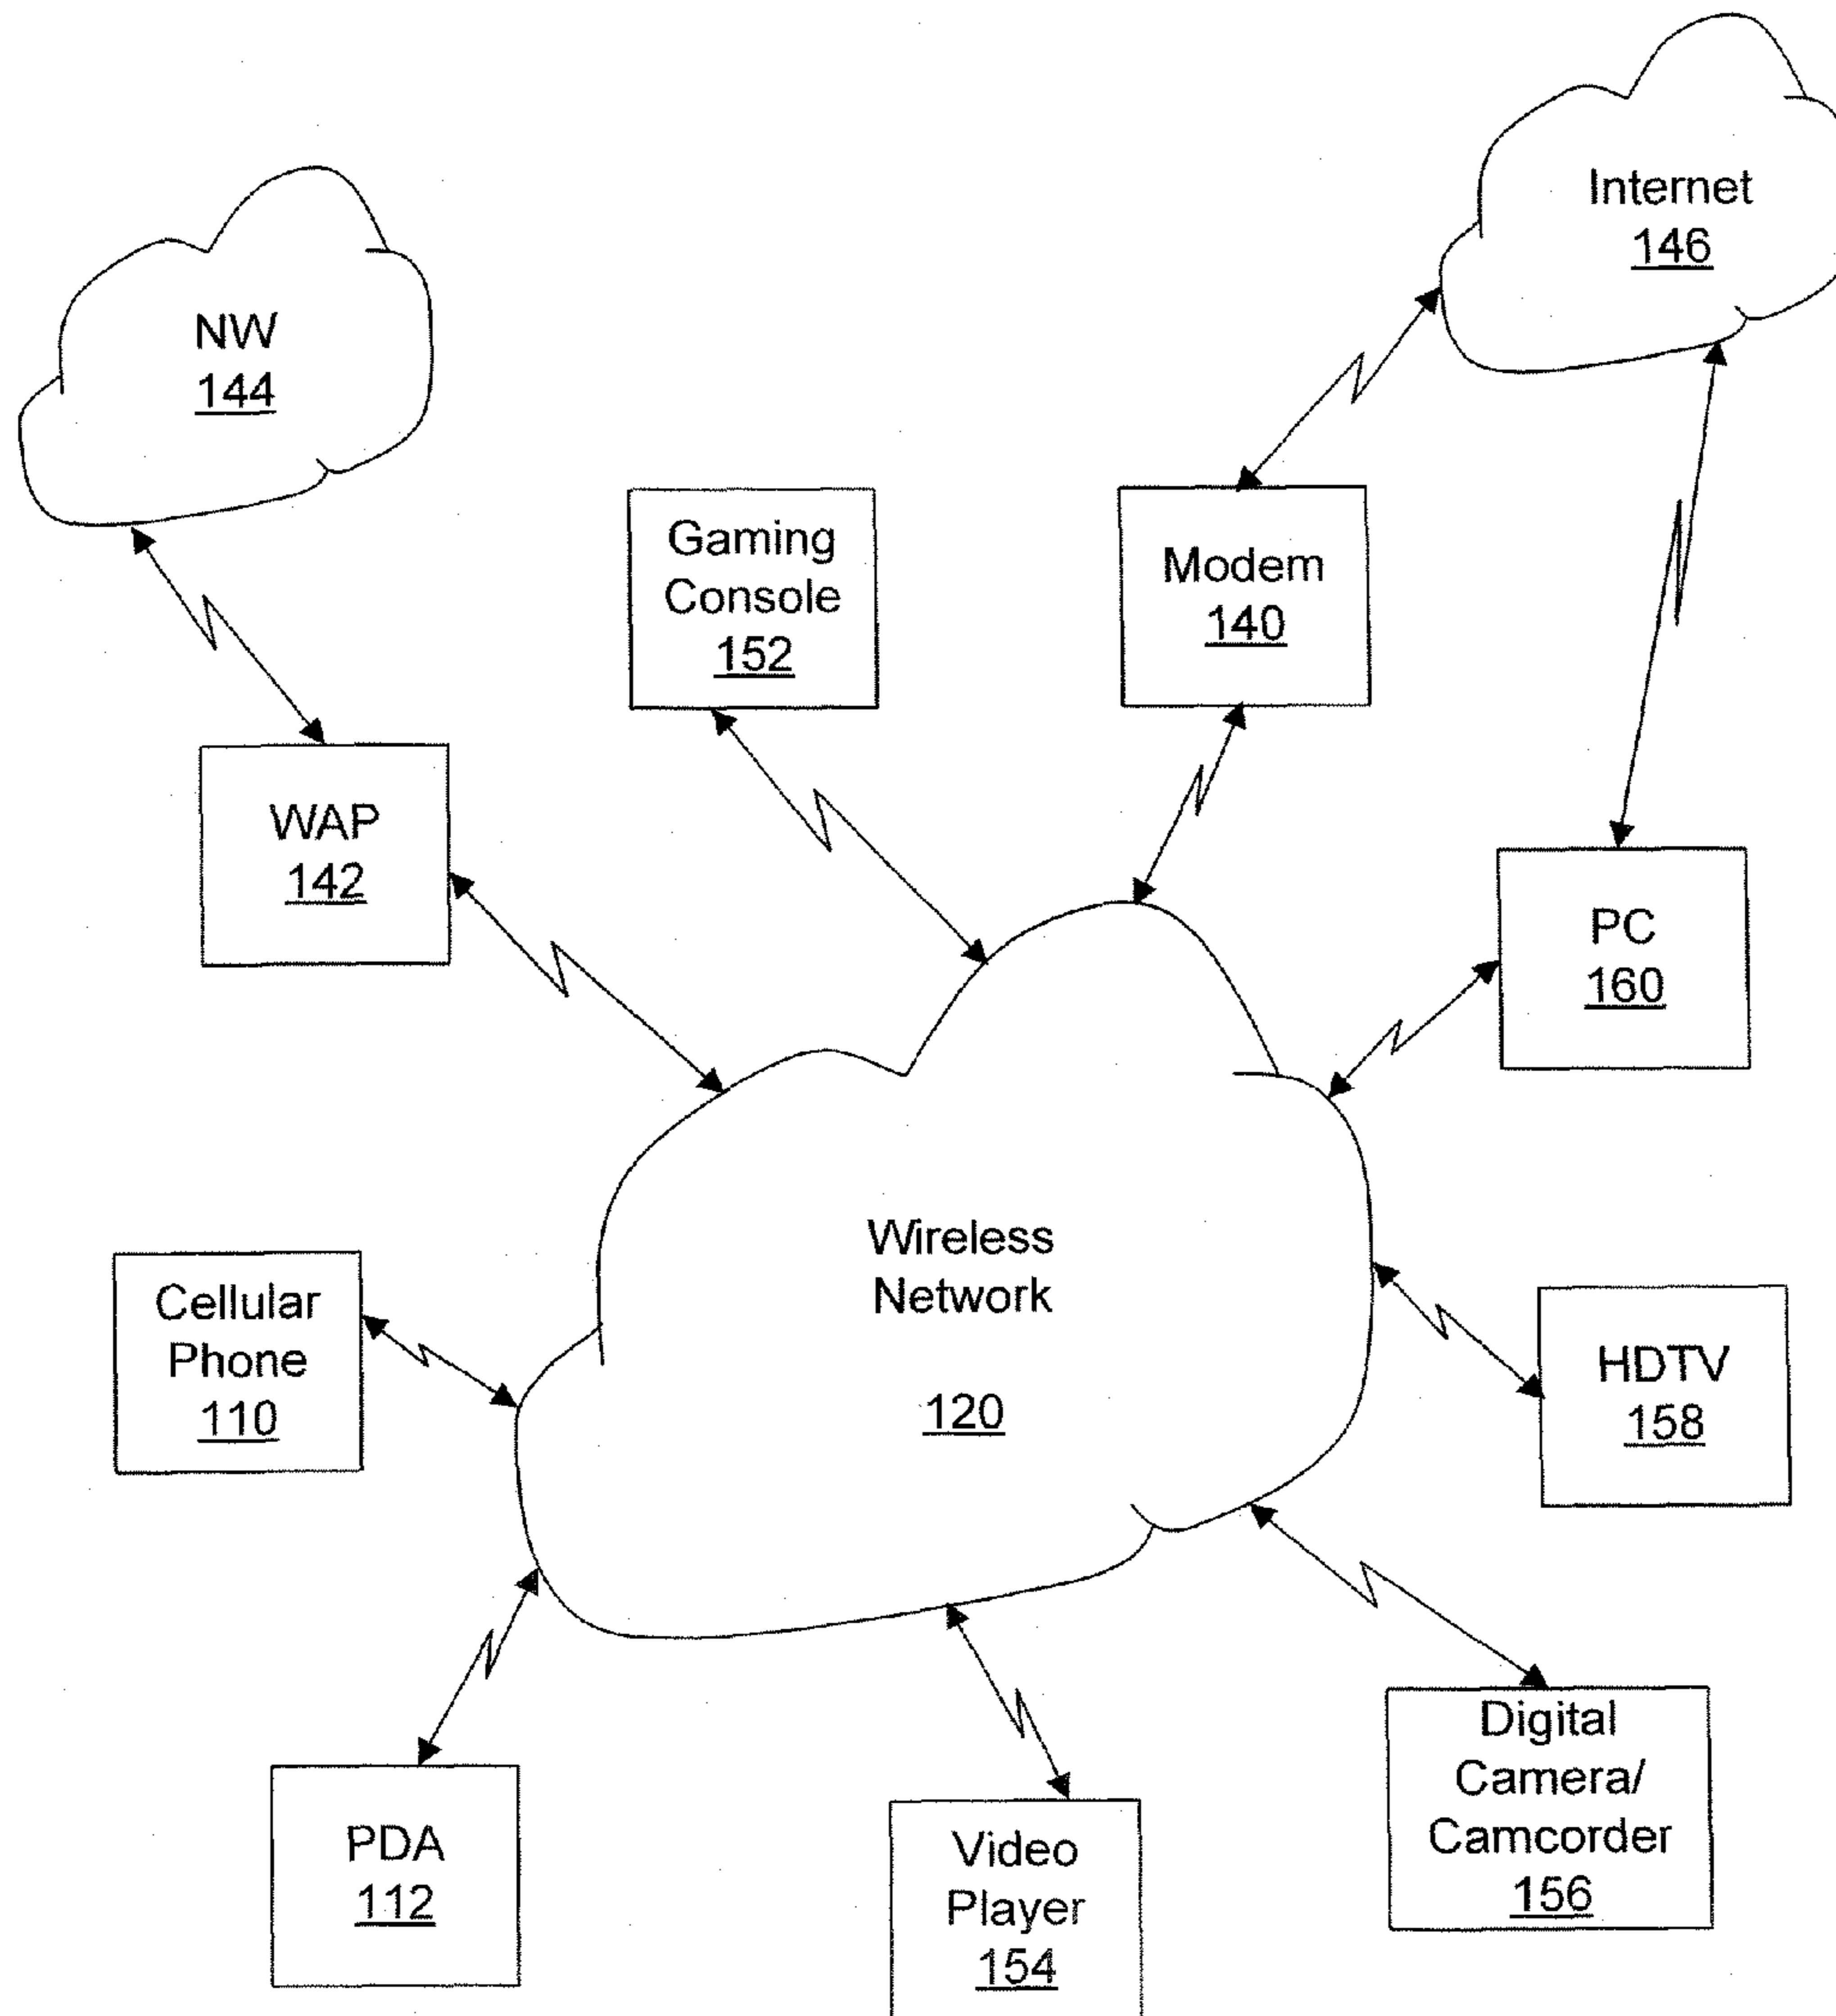 Internet
146
NW
144
Gaming
Console
152
Modem
140
WAP
142
PC
160
Wireless
Network
120
Cellular
Phone
110
HDTV
158
PDA
112
Video
Player
154
Digital
Camera/
Camcorder
156